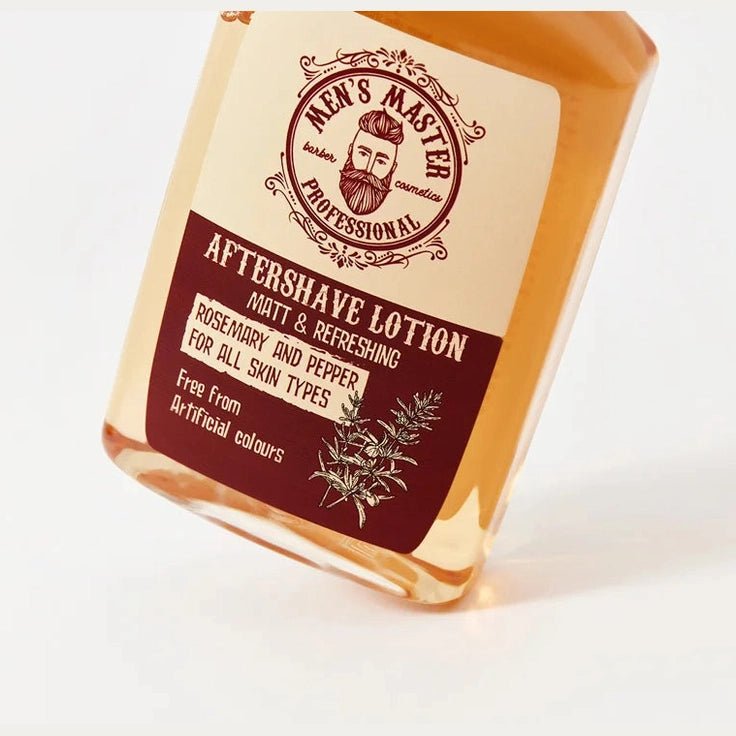 MEN'S MASTER
barber cosmetics
PROFESSIONAL
AFTERSHAVE LOTION
MATT & REFRESHING
ROSEMARY AND PEPPER
FOR ALL SKIN TYPES
Free from
Artificial colours